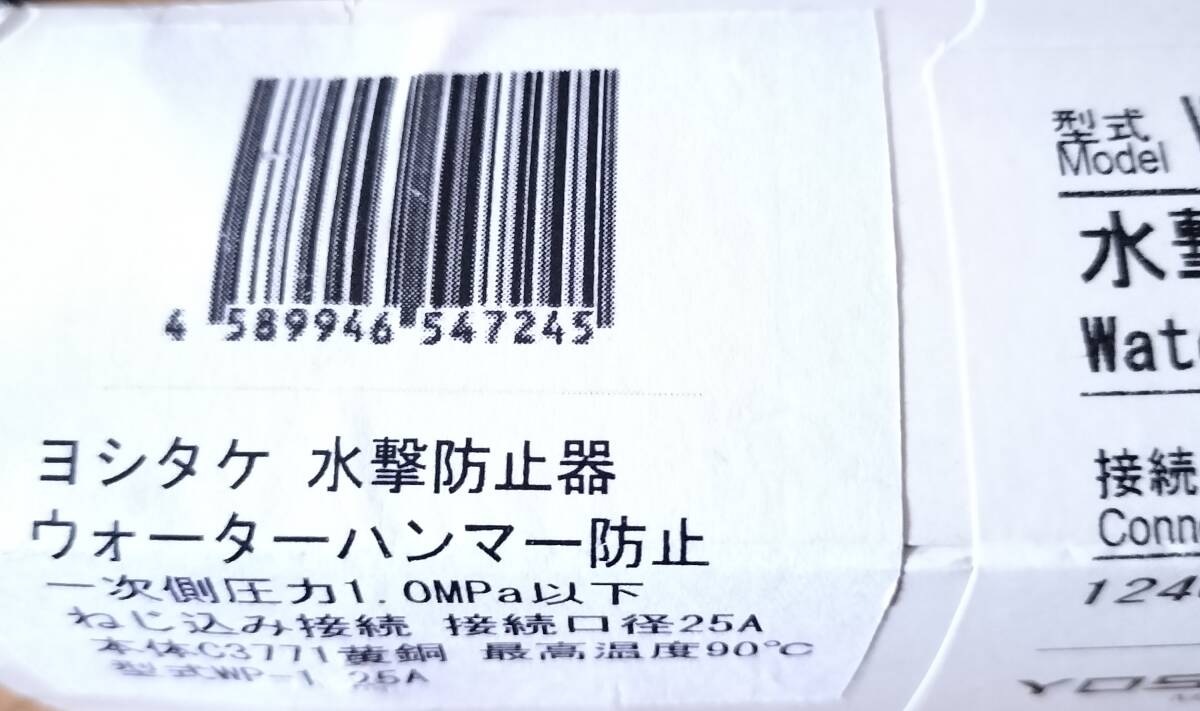 4 589946 547245
ヨシタケ 水撃防止器
ウォーターハンマー防止
一次側圧力1.0MPa以下
ねじ込み接続 接続口径25A
本体C3771黄銅 最高温度90℃
型式WP-1 25A
型式
Model
水撃
Wat
接続
Conn
124
YOS